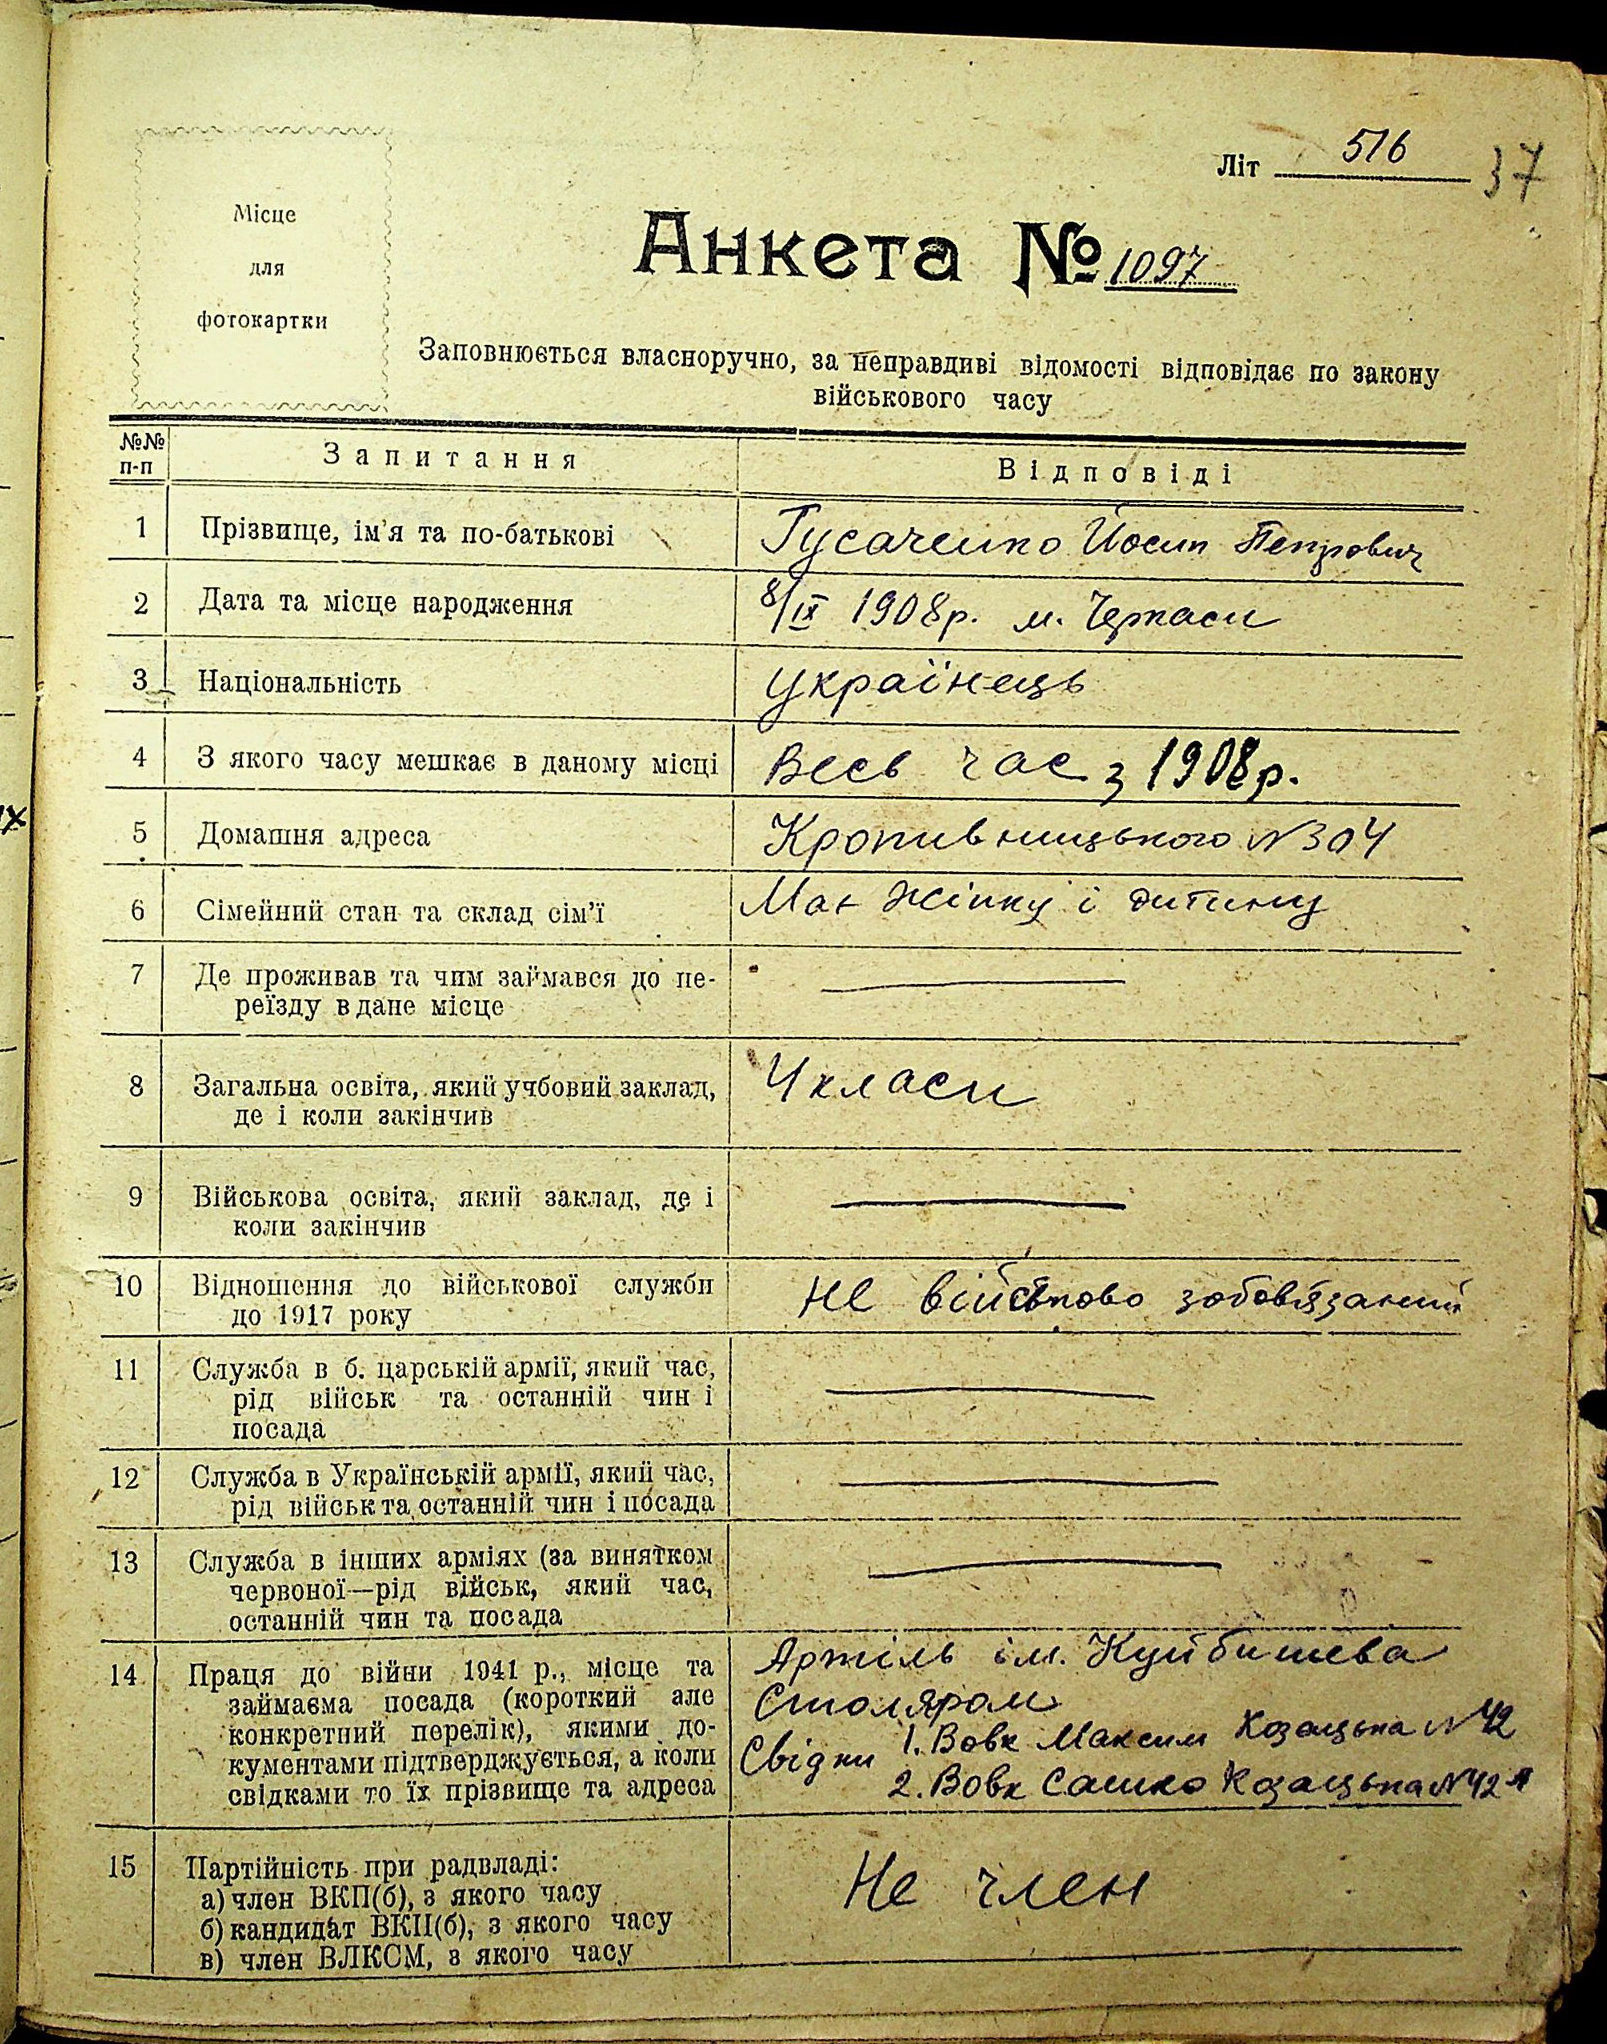 Літ 516
37
Місце
для
фотокартки
Анкета № 1097
Заповнюється власноручно, за неправдиві відомості відповідає по закону
військового часу
№№
п-п
Запитання
Відповіді
1 Прізвище, ім'я та по-батькові Гусаченко Йосип Петрович
2 Дата та місце народження 8/IX 1908р. м. Черкаси
3 Національність Українець
4 З якого часу мешкає в даному місці Весь час з 1908р.
5 Домашня адреса Кропивницького N 304
6 Сімейний стан та склад сім'ї Має жінку і дитину
7 Де проживав та чим займався до пе-
реїзду в дане місце
8 Загальна освіта, який учбовий заклад, 4 класи
де і коли закінчив
9 Військова освіта, який заклад, де і
коли закінчив
10 Відношення до військової служби Не військово зобов'язаний
до 1917 року
11 Служба в б. царській армії, який час,
рід військ та останній чин і
посада
12 Служба в Українській армії, який час,
рід військ та останній чин і посада
13 Служба в інших арміях (за винятком
червоної—рід військ, який час,
останній чин та посада
14 Праця до війни 1941 р., місце та Артіль ім. Куйбишева
займаєма посада (короткий але Столяром
конкретний перелік), якими до- Свідки 1. Вовк Максим Козацька N 42
кументами підтверджується, а коли 2. Вовк Сашко Козацька N 42
свідками то їх прізвище та адреса
15 Партійність при радвладі: Не член
а) член ВКП(б), з якого часу
б) кандидат ВКП(б), з якого часу
в) член ВЛКСМ, з якого часу